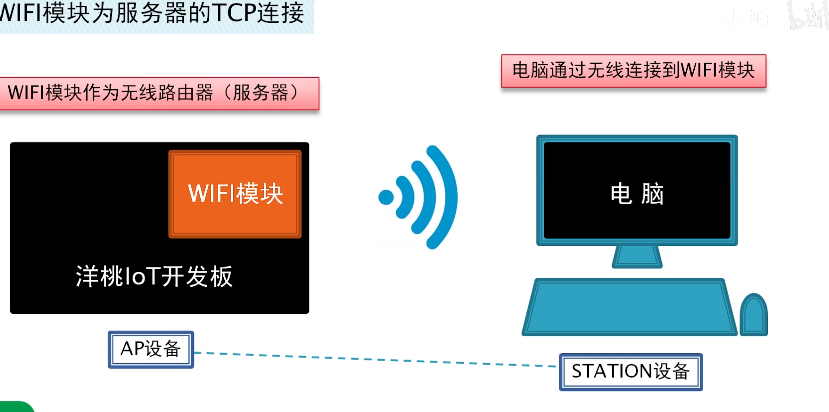 WIFI模块为服务器的TCP连接
电脑通过无线连接到WIFI模块
WIFI模块作为无线路由器（服务器）
WIFI模块
电 脑
洋桃IoT开发板
AP设备
STATION设备